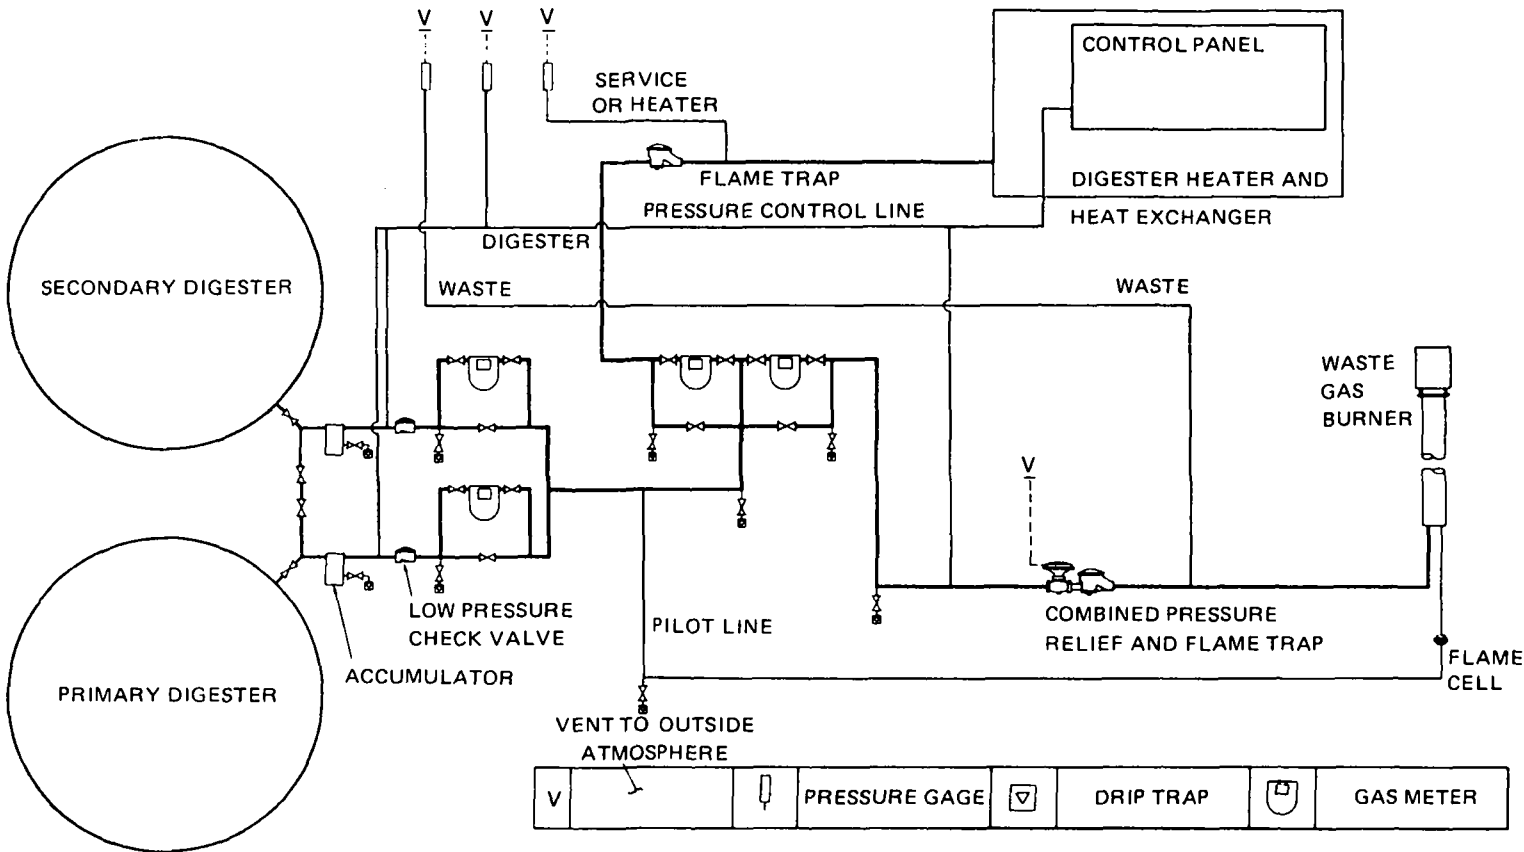 V V V
CONTROL PANEL
SERVICE
OR HEATER
FLAME TRAP
DIGESTER HEATER AND
HEAT EXCHANGER
PRESSURE CONTROL LINE
DIGESTER
SECONDARY DIGESTER
WASTE
WASTE
WASTE
GAS
BURNER
V
LOW PRESSURE
CHECK VALVE
ACCUMULATOR
PILOT LINE
COMBINED PRESSURE
RELIEF AND FLAME TRAP
FLAME
CELL
PRIMARY DIGESTER
VENT TO OUTSIDE
ATMOSPHERE
V
PRESSURE GAGE
DRIP TRAP
GAS METER